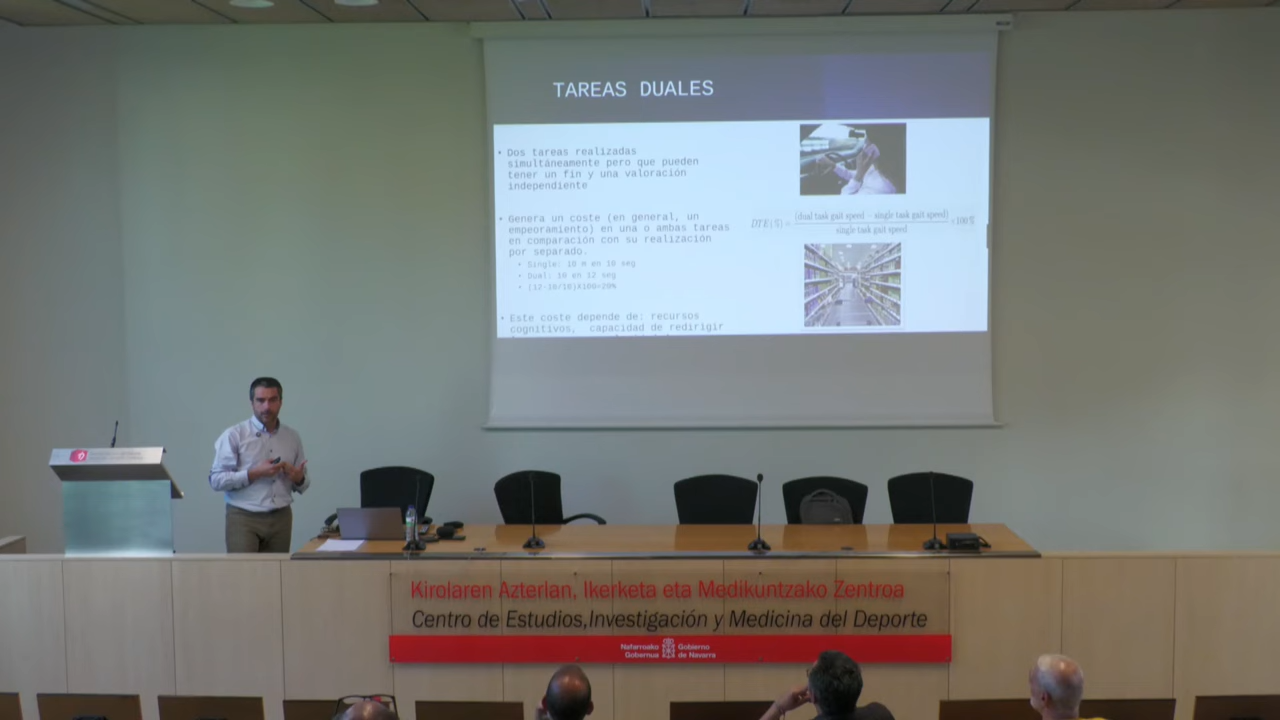 TAREAS DUALES
• Dos tareas realizadas
simultáneamente pero que pueden
tener un fin y una valoración
independiente
• Genera un coste (en general, un
empeoramiento) en una o ambas tareas
en comparación con su realización
por separado.
• Single: 10 m en 10 seg
• Dual: 10 en 12 seg
• (12-10/10)X100=20%
• Este coste depende de: recursos
cognitivos, capacidad de redirigir
DTE(%) = (dual task gait speed − single task gait speed) ×100%
single task gait speed
Kirolaren Azterlan, Ikerketa eta Medikuntzako Zentroa
Centro de Estudios,Investigación y Medicina del Deporte
Nafarroako Gobierno
Gobernua de Navarra